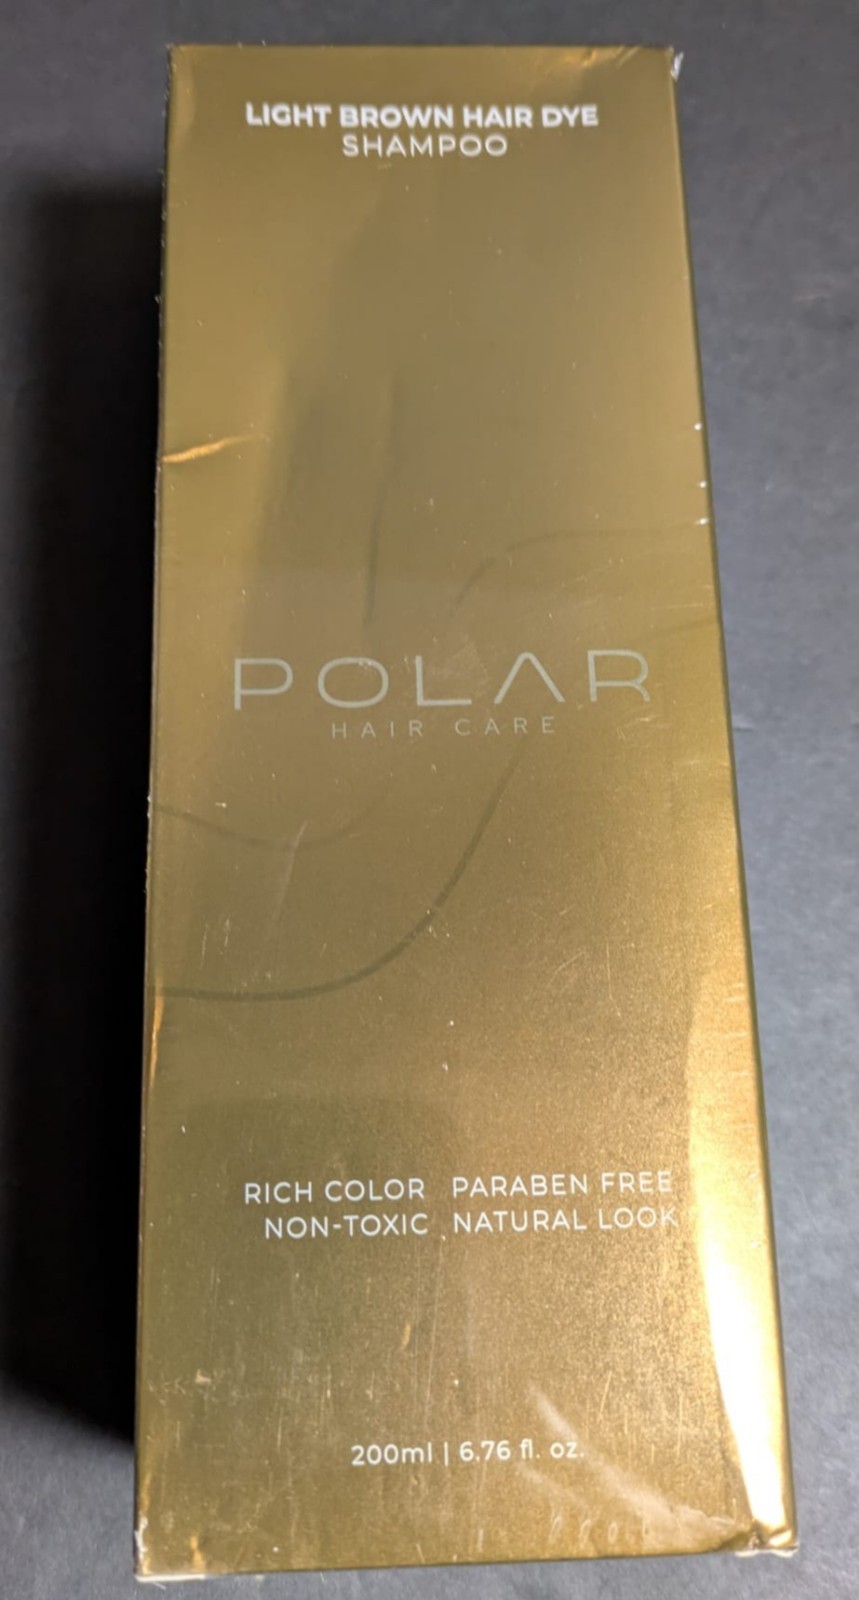 LIGHT BROWN HAIR DYE
SHAMPOO
POLAR
HAIR CARE
RICH COLOR PARABEN FREE
NON-TOXIC NATURAL LOOK
200ml | 6.76 fl. oz.